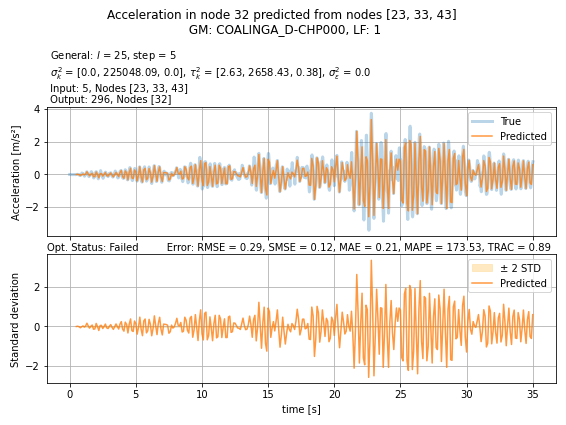 Acceleration in node 32 predicted from nodes [23, 33, 43]
GM: COALINGA_D-CHP000, LF: 1
General: l = 25, step = 5
σ²ₖ = [0.0, 225048.09, 0.0], τ²ₖ = [2.63, 2658.43, 0.38], σ²ε = 0.0
Input: 5, Nodes [23, 33, 43]
Output: 296, Nodes [32]
Acceleration [m/s²]
4
2
0
−2
True
Predicted
Opt. Status: Failed
Error: RMSE = 0.29, SMSE = 0.12, MAE = 0.21, MAPE = 173.53, TRAC = 0.89
Standard deviation
2
0
−2
± 2 STD
Predicted
0 5 10 15 20 25 30 35
time [s]